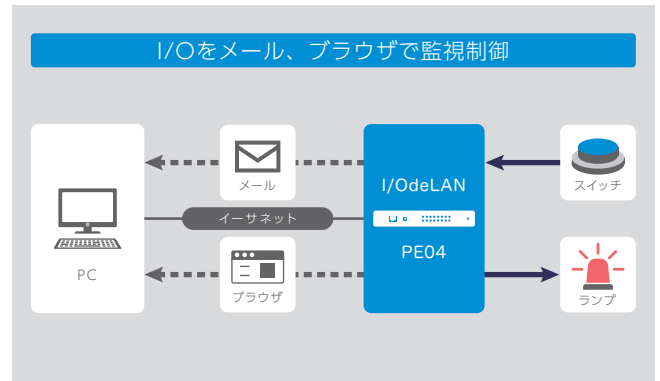 I/Oをメール、ブラウザで監視制御
メール
I/OdeLAN
スイッチ
イーサネット
PE04
PC
ブラウザ
ランプ